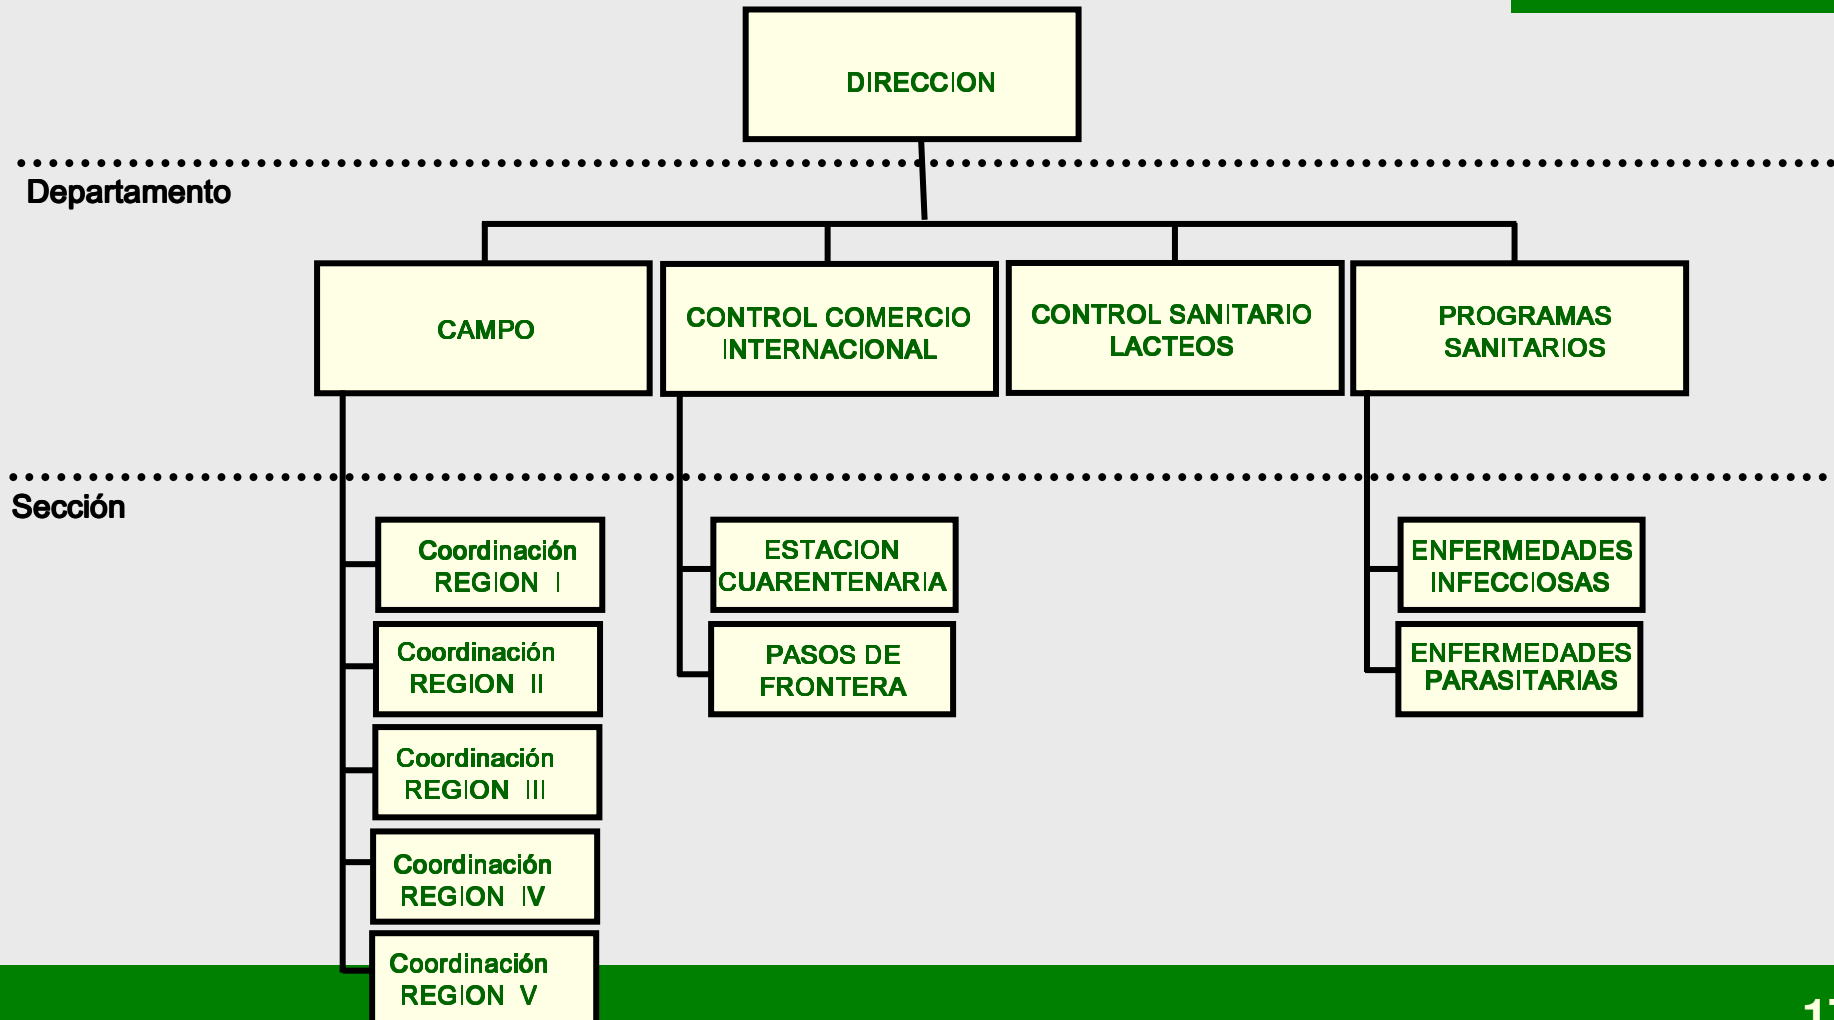 DIRECCION
Departamento
CAMPO
CONTROL COMERCIO
INTERNACIONAL
CONTROL SANITARIO
LACTEOS
PROGRAMAS
SANITARIOS
Sección
Coordinación
REGION I
Coordinación
REGION II
Coordinación
REGION III
Coordinación
REGION IV
Coordinación
REGION V
ESTACION
CUARENTENARIA
PASOS DE
FRONTERA
ENFERMEDADES
INFECCIOSAS
ENFERMEDADES
PARASITARIAS